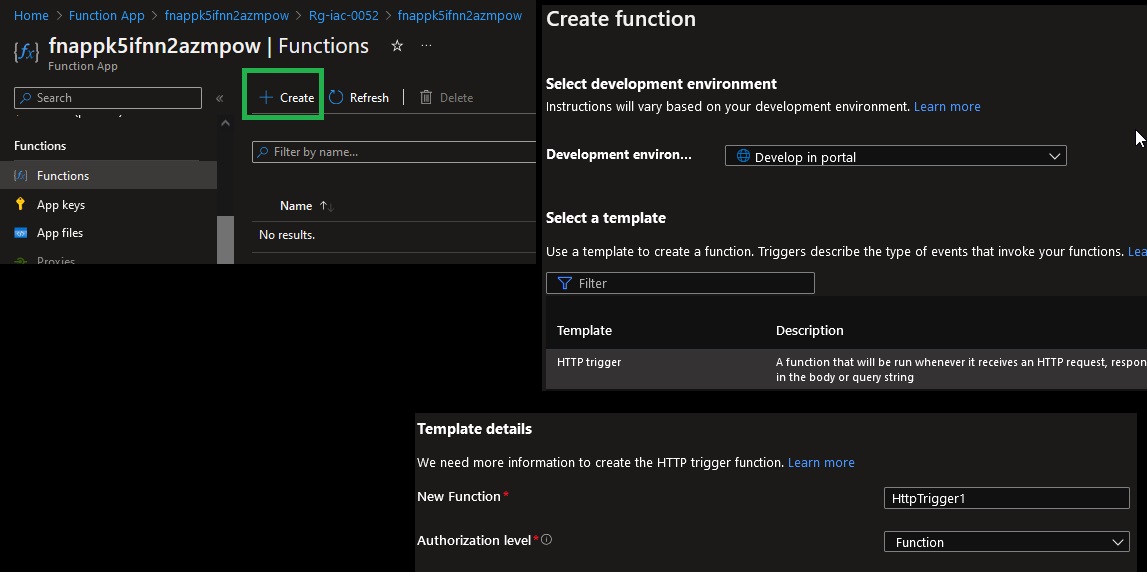 Home > Function App > fnappk5ifnn2azmpow > Rg-iac-0052 > fnappk5ifnn2azmpow
fnappk5ifnn2azmpow | Functions
Function App
Search
Create Refresh Delete
Functions
Functions
App keys
App files
Proxies
Filter by name...
Name
No results.
Create function
Select development environment
Instructions will vary based on your development environment. Learn more
Development environ... Develop in portal
Select a template
Use a template to create a function. Triggers describe the type of events that invoke your functions. Lea
Filter
Template Description
HTTP trigger A function that will be run whenever it receives an HTTP request, respon
in the body or query string
Template details
We need more information to create the HTTP trigger function. Learn more
New Function * HttpTrigger1
Authorization level * Function